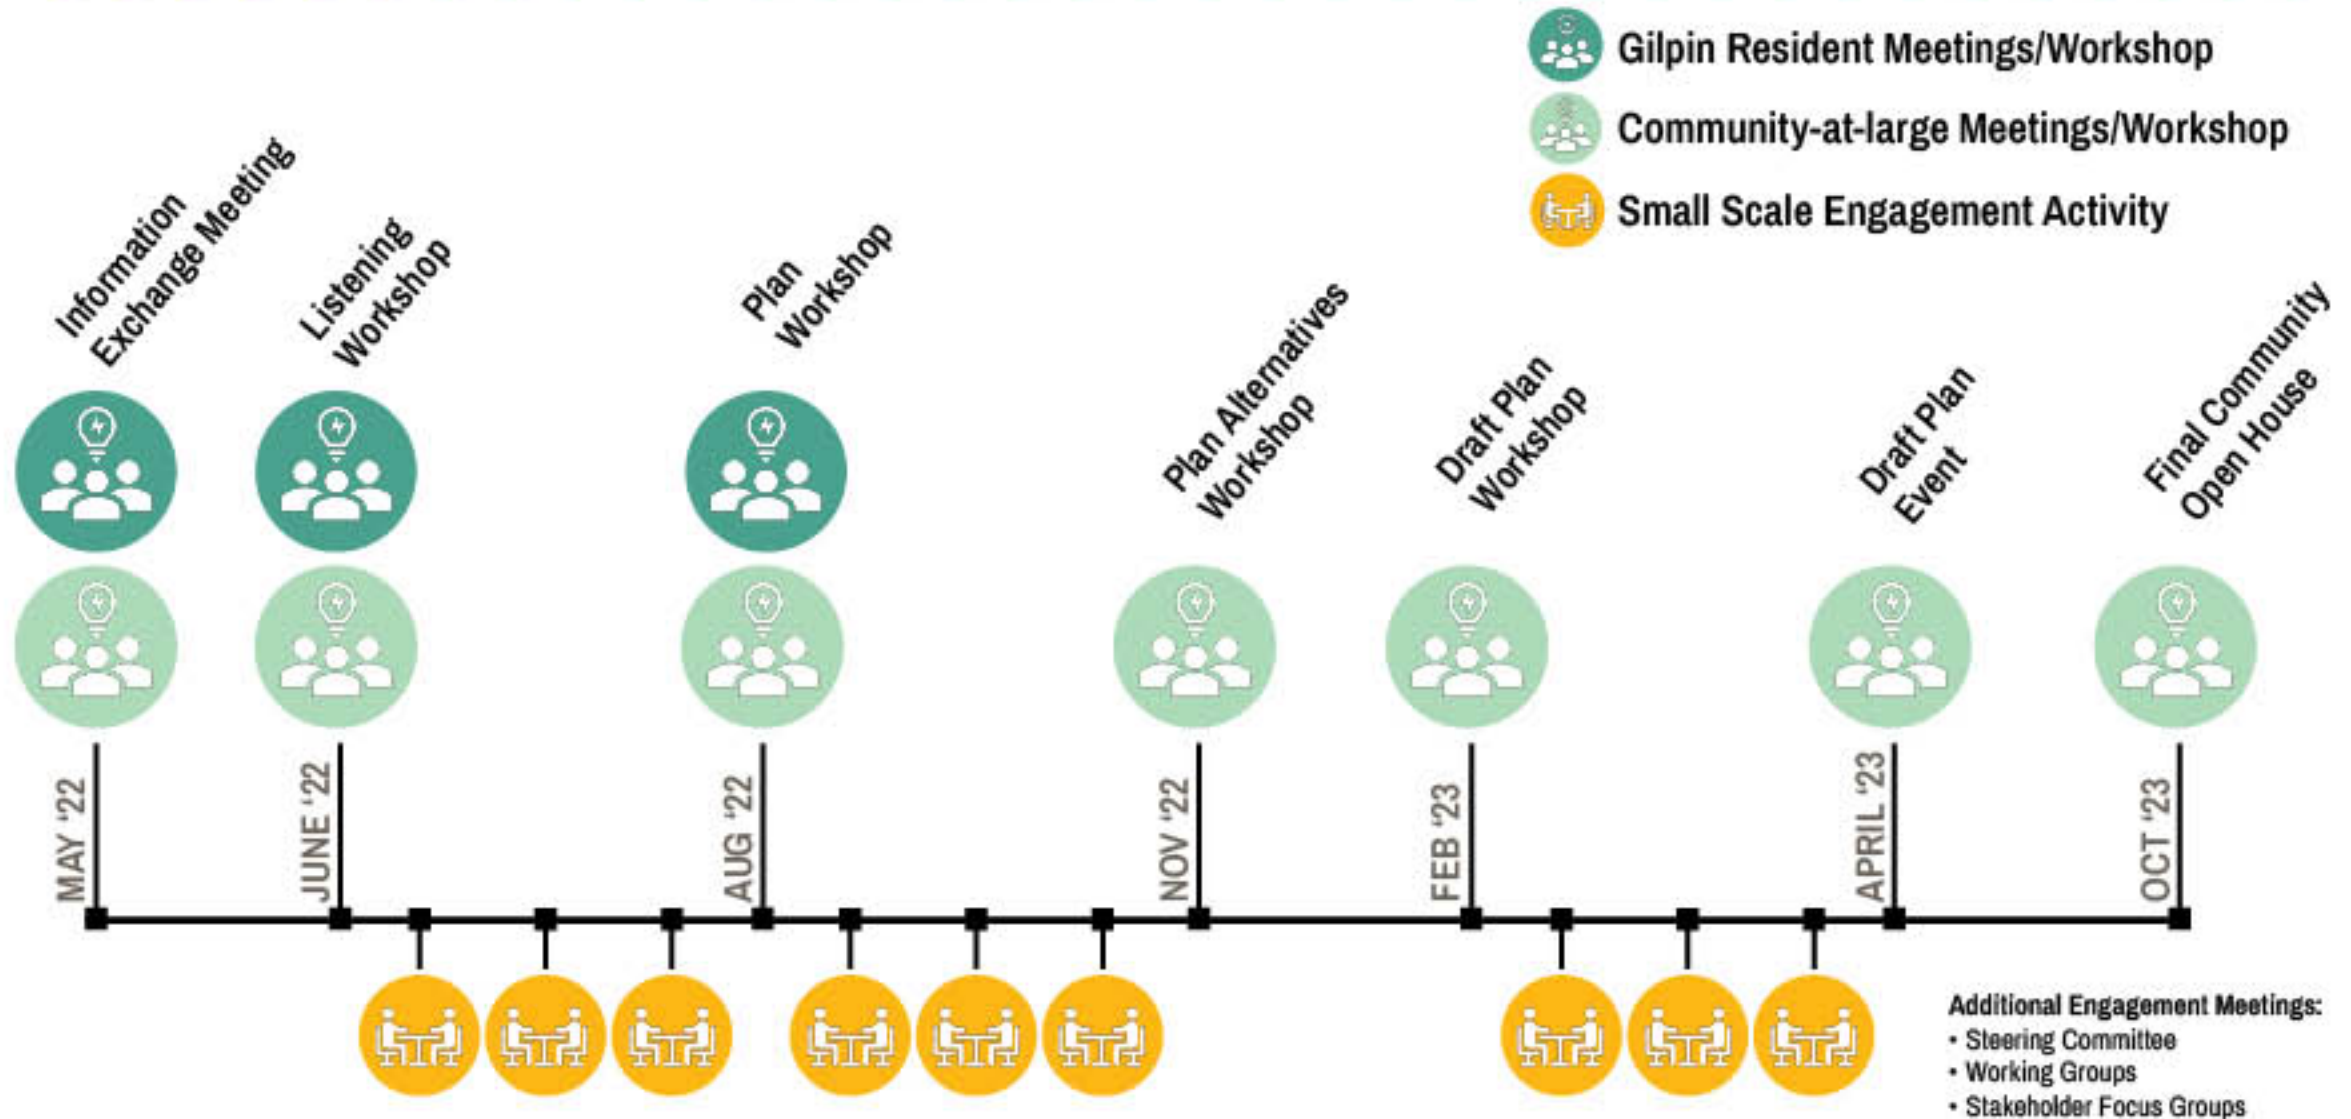 Gilpin Resident Meetings/Workshop
Community-at-large Meetings/Workshop
Small Scale Engagement Activity
Information
Exchange Meeting
Listening
Workshop
Plan
Workshop
Plan Alternatives
Workshop
Draft Plan
Workshop
Draft Plan
Event
Final Community
Open House
MAY ‘22
JUNE ‘22
AUG ‘22
NOV ‘22
FEB ‘23
APRIL ‘23
OCT ‘23
Additional Engagement Meetings:
• Steering Committee
• Working Groups
• Stakeholder Focus Groups